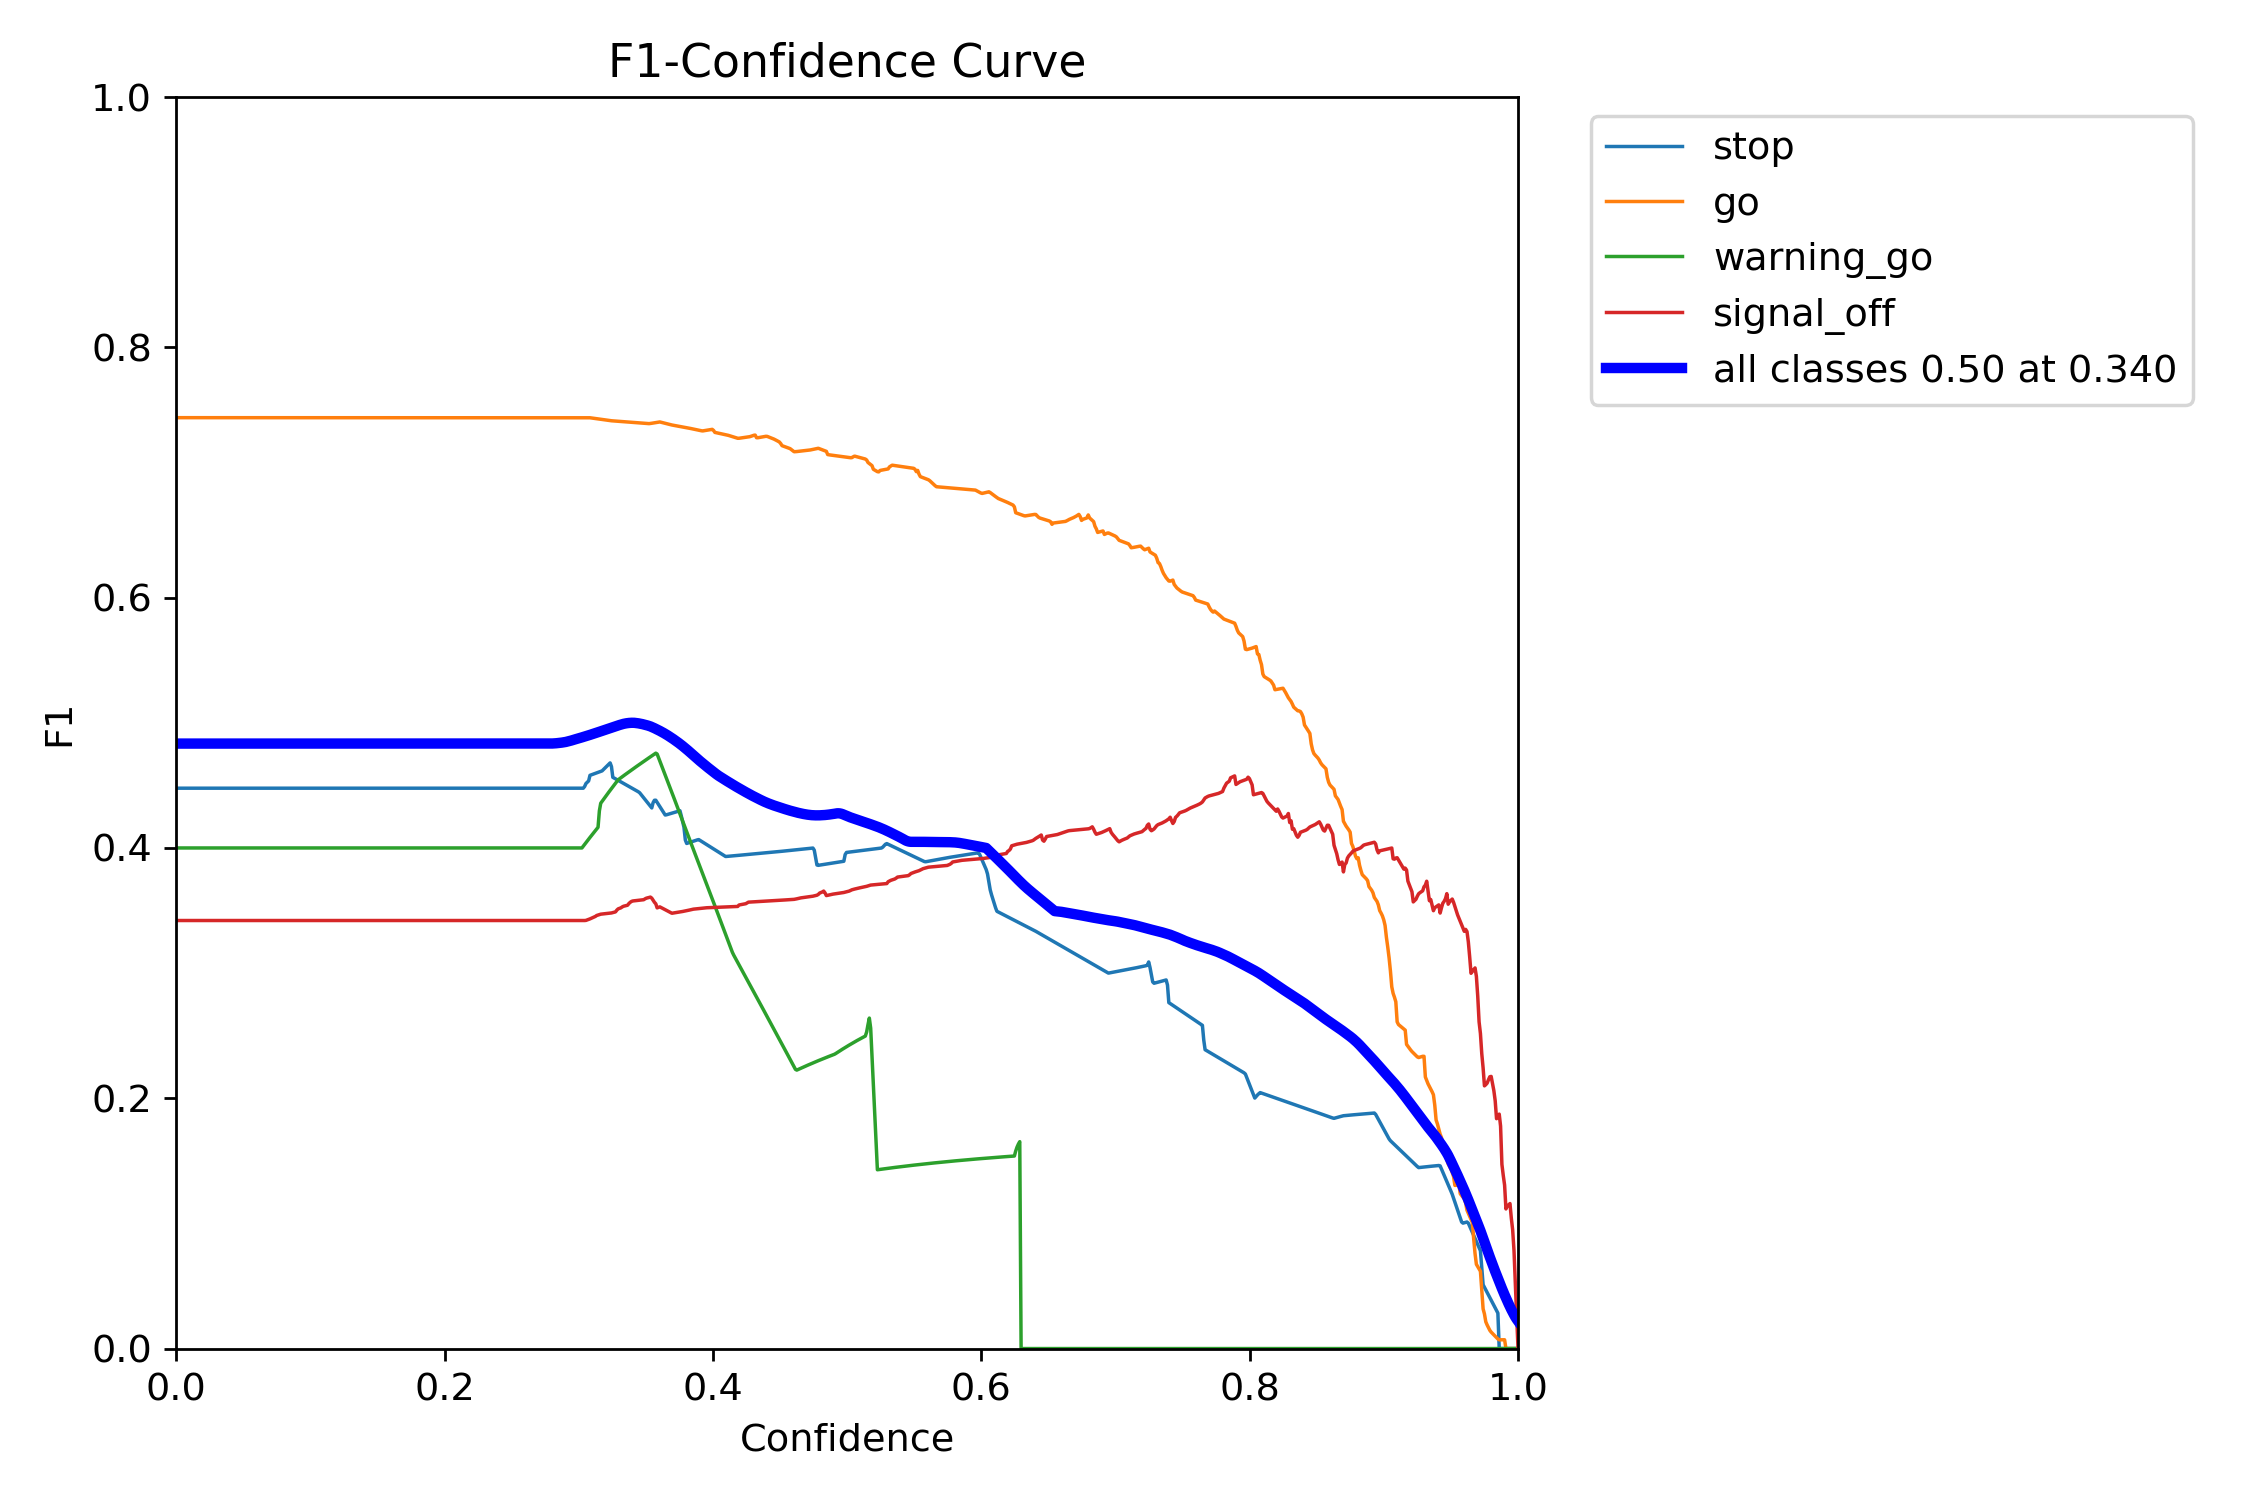 F1-Confidence Curve
1.0
0.8
0.6
0.4
0.2
0.0
F1
0.0 0.2 0.4 0.6 0.8 1.0
Confidence
stop
go
warning_go
signal_off
all classes 0.50 at 0.340